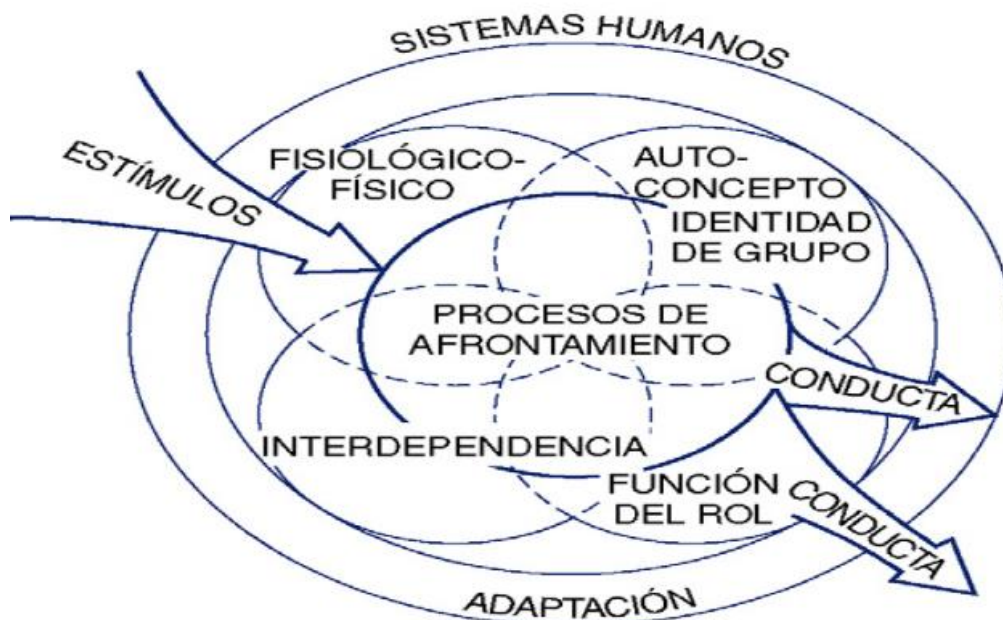 SISTEMAS HUMANOS
ESTÍMULOS
FISIOLÓGICO-
FÍSICO
AUTO-
CONCEPTO
IDENTIDAD
DE GRUPO
PROCESOS DE
AFRONTAMIENTO
CONDUCTA
INTERDEPENDENCIA
FUNCIÓN
DEL ROL
CONDUCTA
ADAPTACIÓN